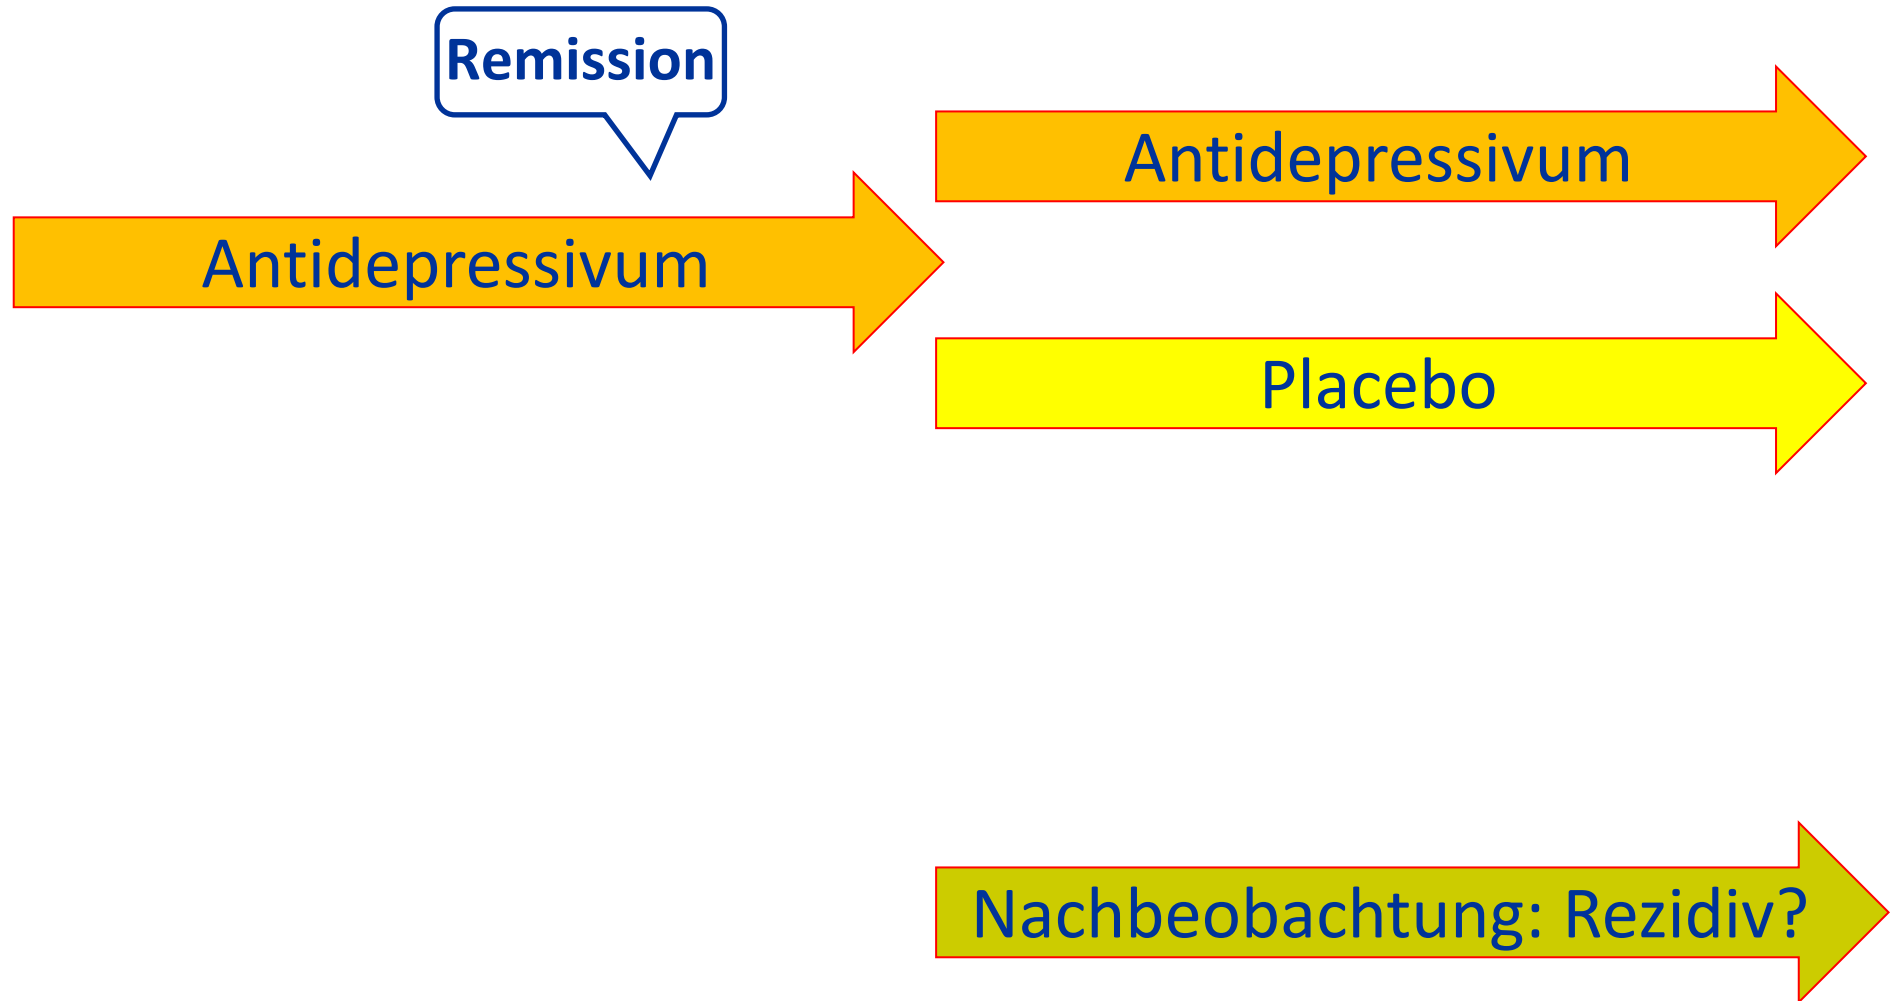 Remission
Antidepressivum
Antidepressivum
Placebo
Nachbeobachtung: Rezidiv?